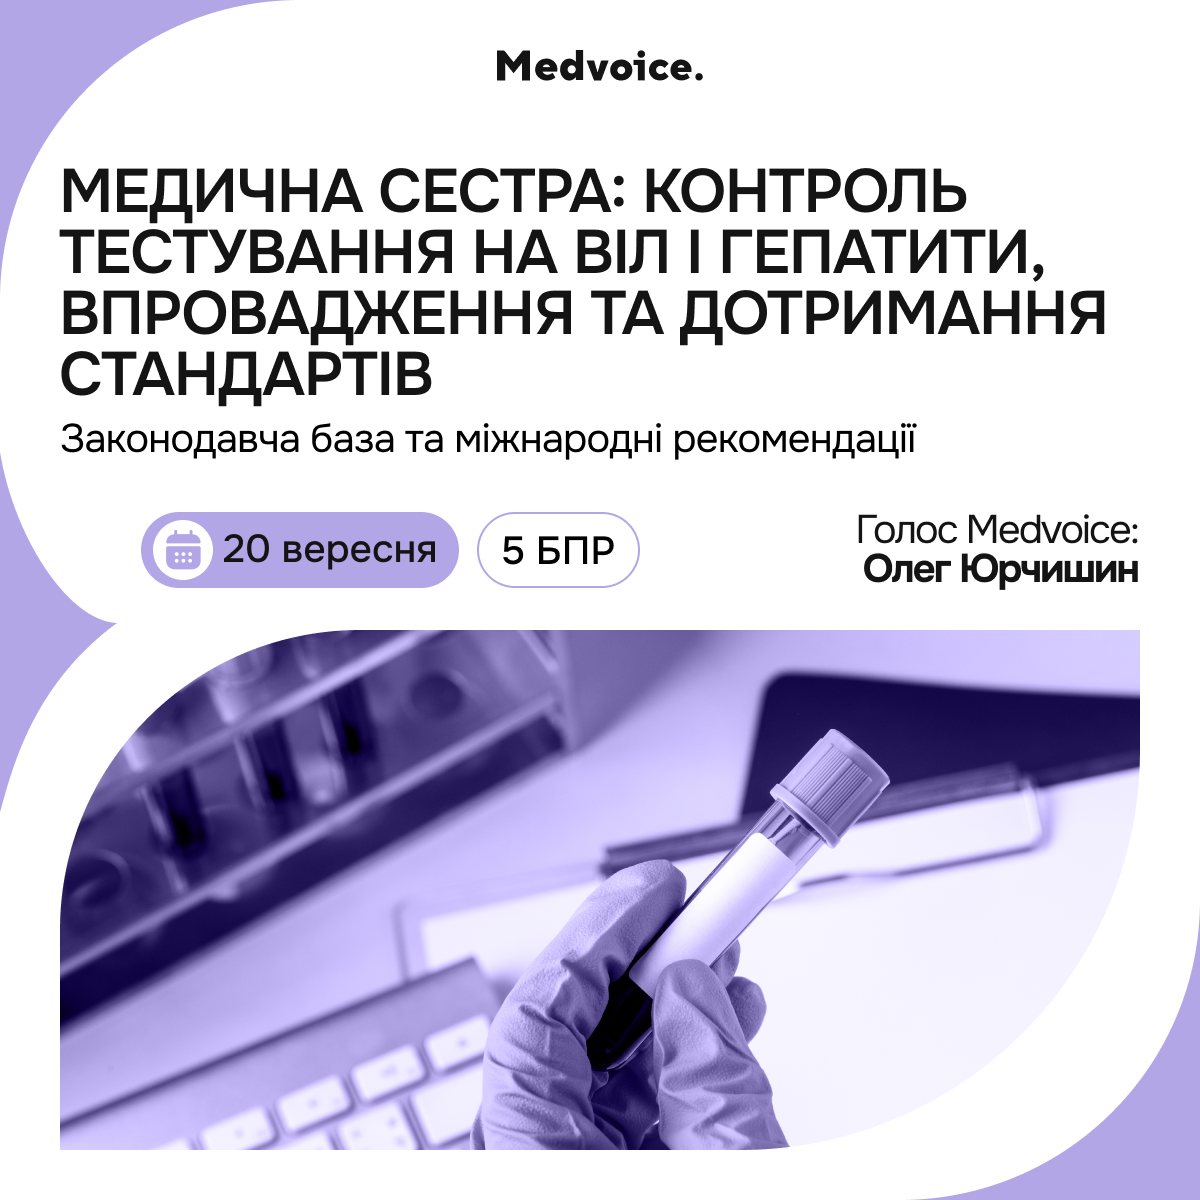 Medvoice.
МЕДИЧНА СЕСТРА: КОНТРОЛЬ
ТЕСТУВАННЯ НА ВІЛ І ГЕПАТИТИ,
ВПРОВАДЖЕННЯ ТА ДОТРИМАННЯ
СТАНДАРТІВ
Законодавча база та міжнародні рекомендації
20 вересня
5 БПР
Голос Medvoice:
Олег Юрчишин